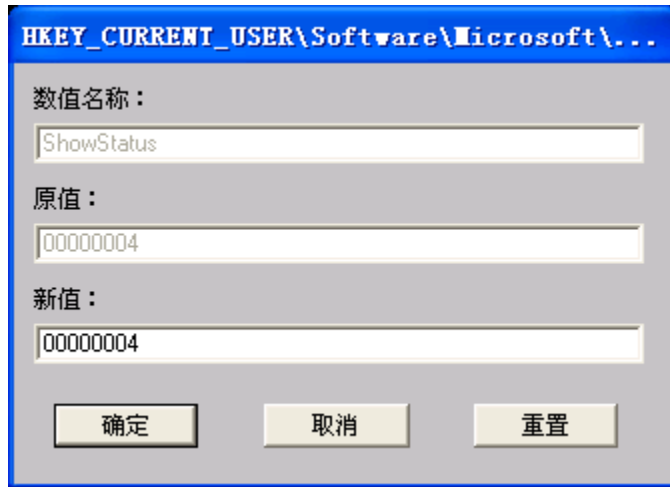 HKEY_CURRENT_USER\Software\Microsoft\...
数值名称：
ShowStatus
原值：
00000004
新值：
00000004
确定 取消 重置